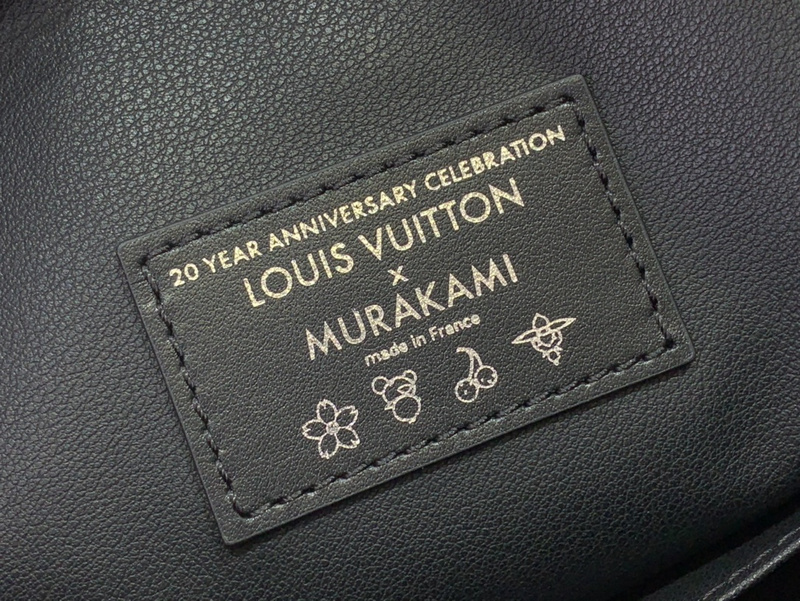 20 YEAR ANNIVERSARY CELEBRATION
LOUIS VUITTON
x
MURAKAMI
made in France